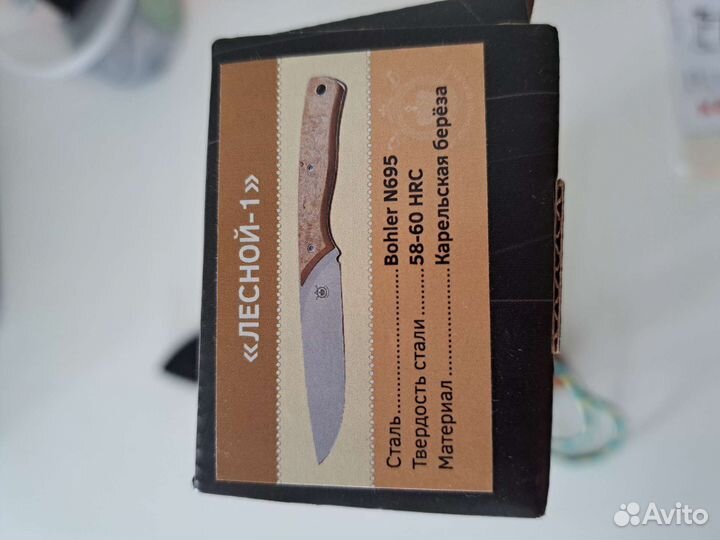 «ЛЕСНОЙ-1»
Сталь.......................Bohler N695
Твердость стали.........58-60 HRC
Материал.................Карельская берёза
Avito